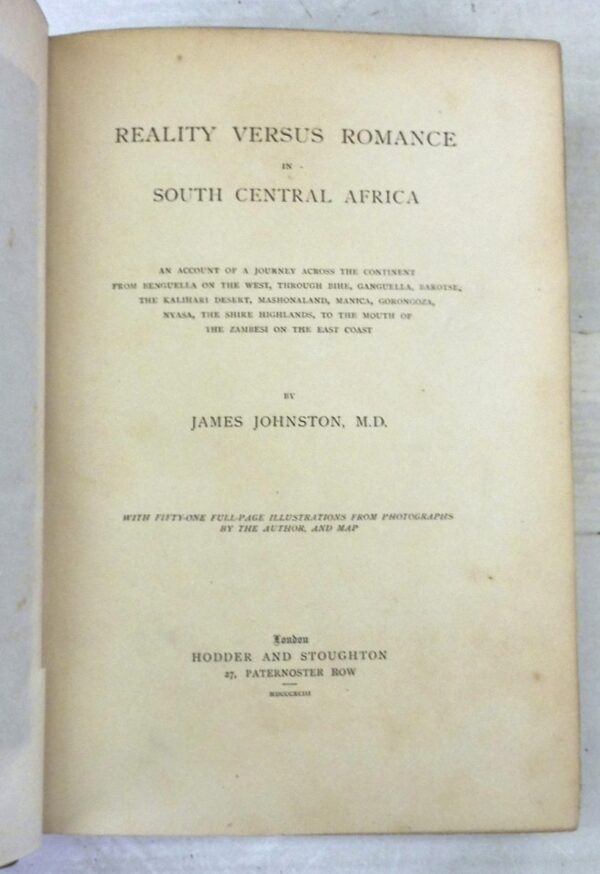 REALITY VERSUS ROMANCE
IN
SOUTH CENTRAL AFRICA
AN ACCOUNT OF A JOURNEY ACROSS THE CONTINENT
FROM BENGUELLA ON THE WEST, THROUGH BIHE, GANGUELLA, BAROTSE,
THE KALIHARI DESERT, MASHONALAND, MANICA, GORONGOZA,
NYASA, THE SHIRE HIGHLANDS, TO THE MOUTH OF
THE ZAMBESI ON THE EAST COAST
BY
JAMES JOHNSTON, M.D.
WITH FIFTY-ONE FULL-PAGE ILLUSTRATIONS FROM PHOTOGRAPHS
BY THE AUTHOR, AND MAP
London
HODDER AND STOUGHTON
27, PATERNOSTER ROW
MDCCCXCIII